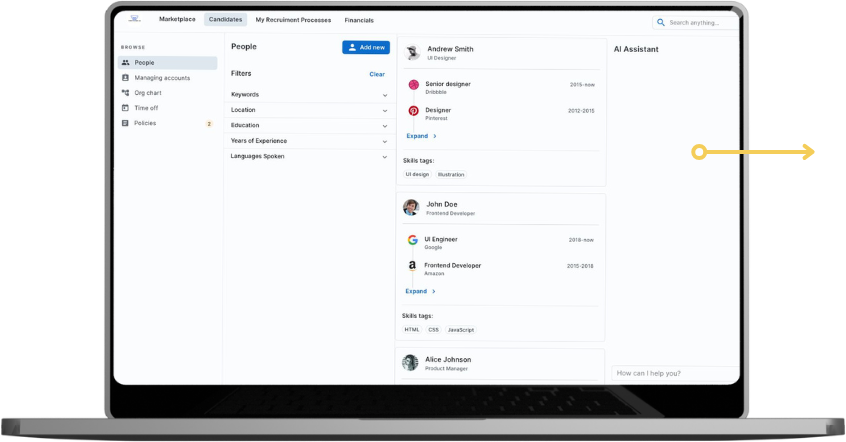 Marketplace
Candidates
My Recruiment Processes
Financials
Search anything...
BROWSE
People
Managing accounts
Org chart
Time off
Policies
2
People
Add new
Filters
Clear
Keywords
Location
Education
Years of Experience
Languages Spoken
Andrew Smith
UI Designer
Senior designer
2015-now
Dribbble
Designer
2012-2015
Pinterest
Expand
Skills tags:
UI design
Illustration
John Doe
Frontend Developer
UI Engineer
2018-now
Google
Frontend Developer
2015-2018
Amazon
Expand
Skills tags:
HTML
CSS
JavaScript
Alice Johnson
Product Manager
AI Assistant
How can I help you?